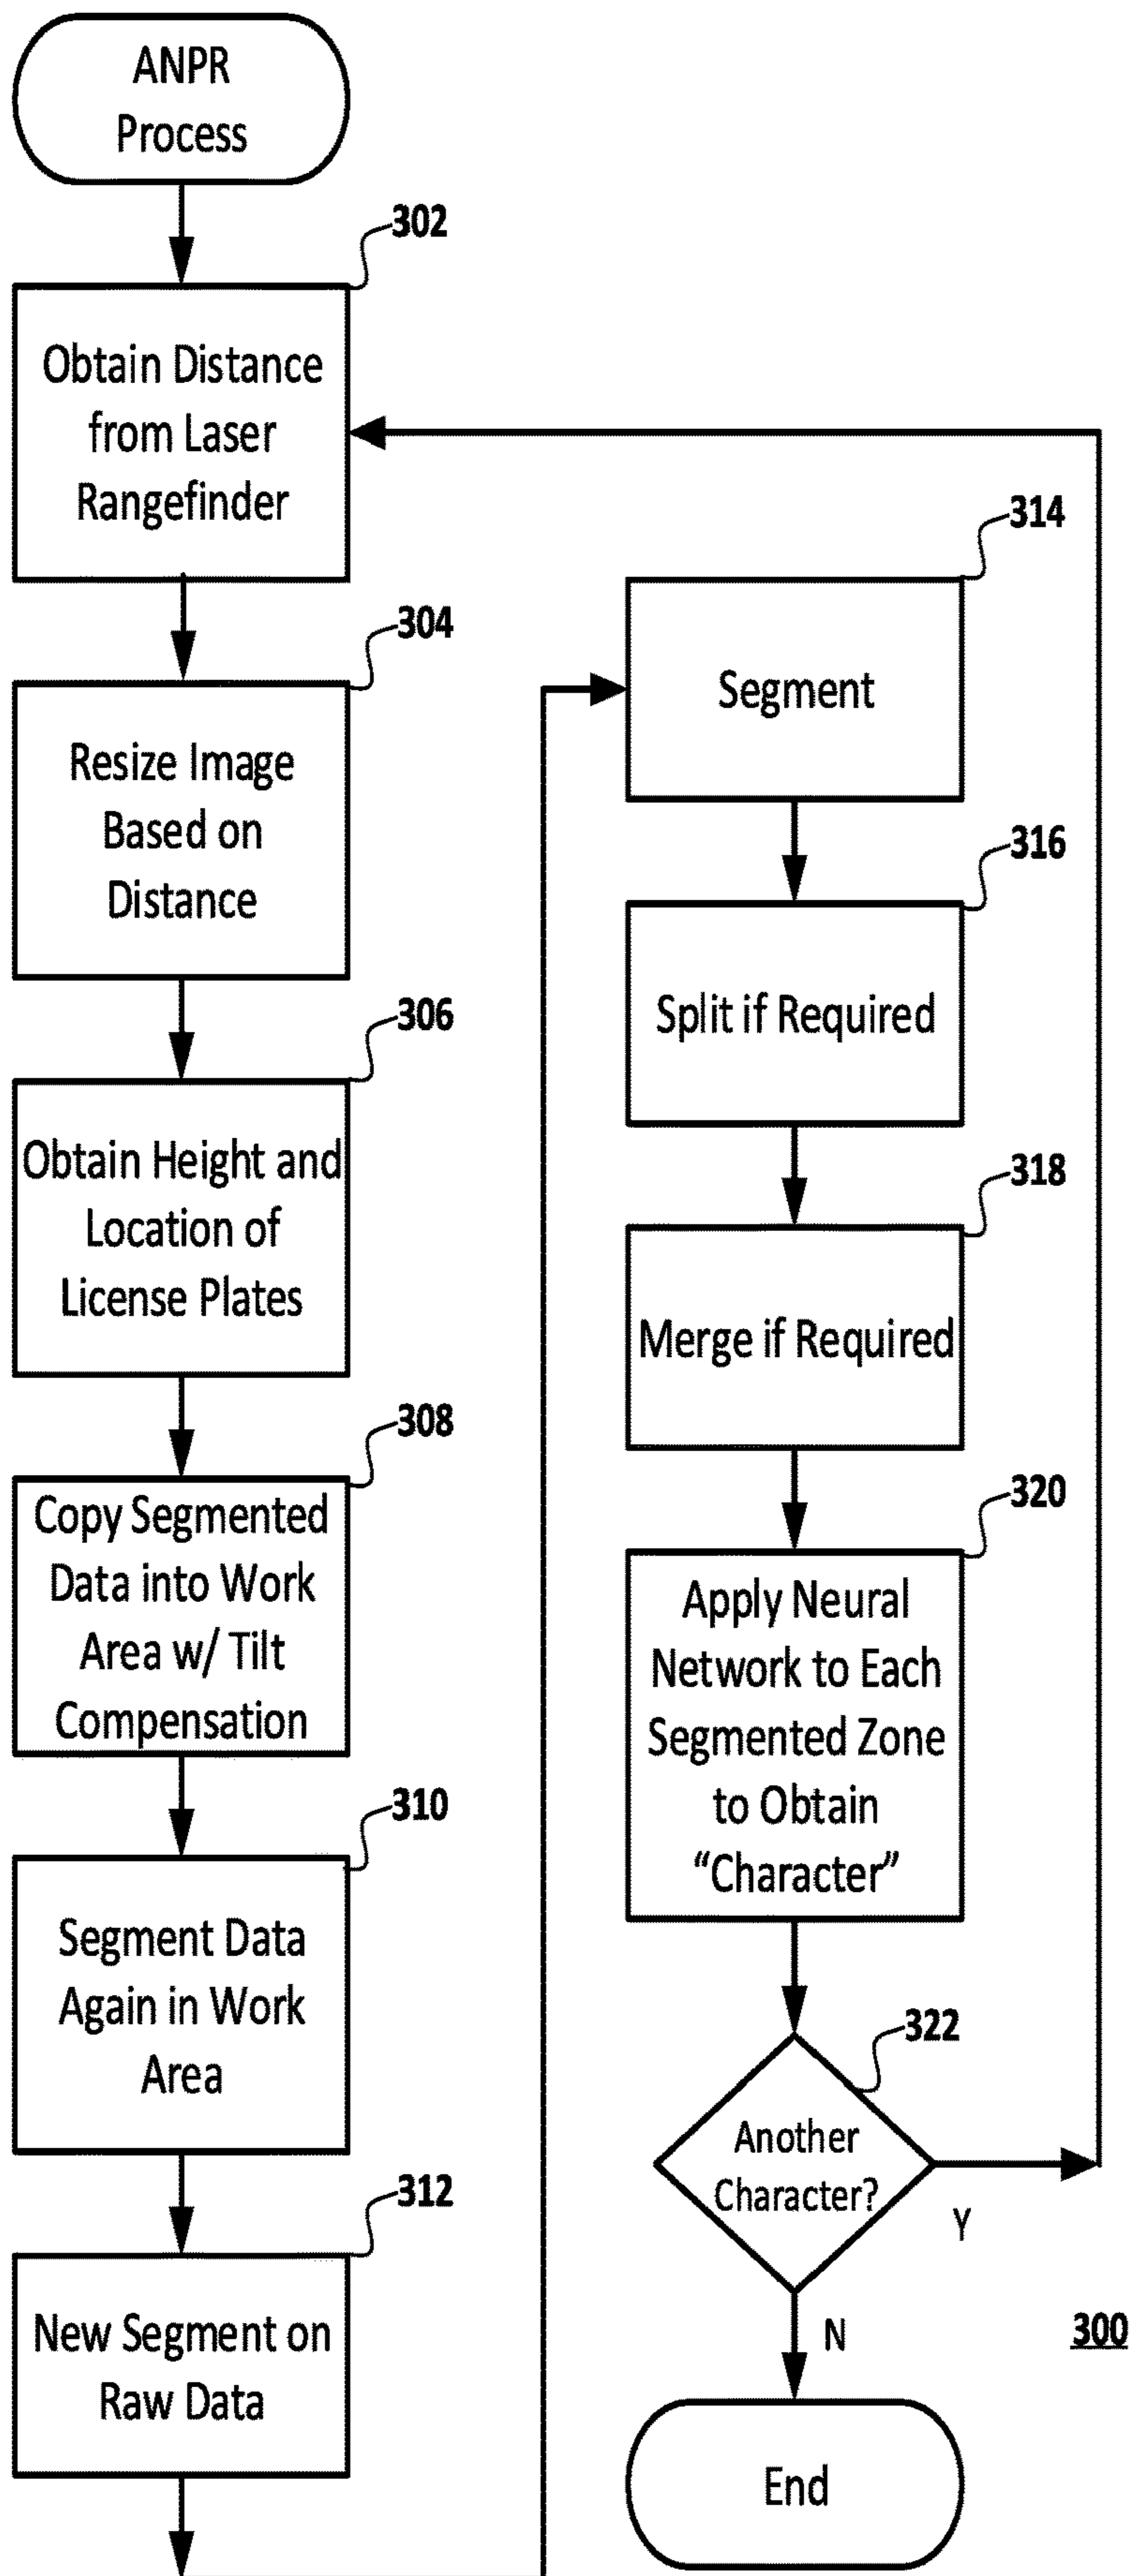 ANPR
Process
302
Obtain Distance
from Laser
Rangefinder
304
Resize Image
Based on
Distance
306
Obtain Height and
Location of
License Plates
308
Copy Segmented
Data into Work
Area w/ Tilt
Compensation
310
Segment Data
Again in Work
Area
312
New Segment on
Raw Data
314
Segment
316
Split if Required
318
Merge if Required
320
Apply Neural
Network to Each
Segmented Zone
to Obtain
“Character”
322
Another
Character?
Y
N
300
End